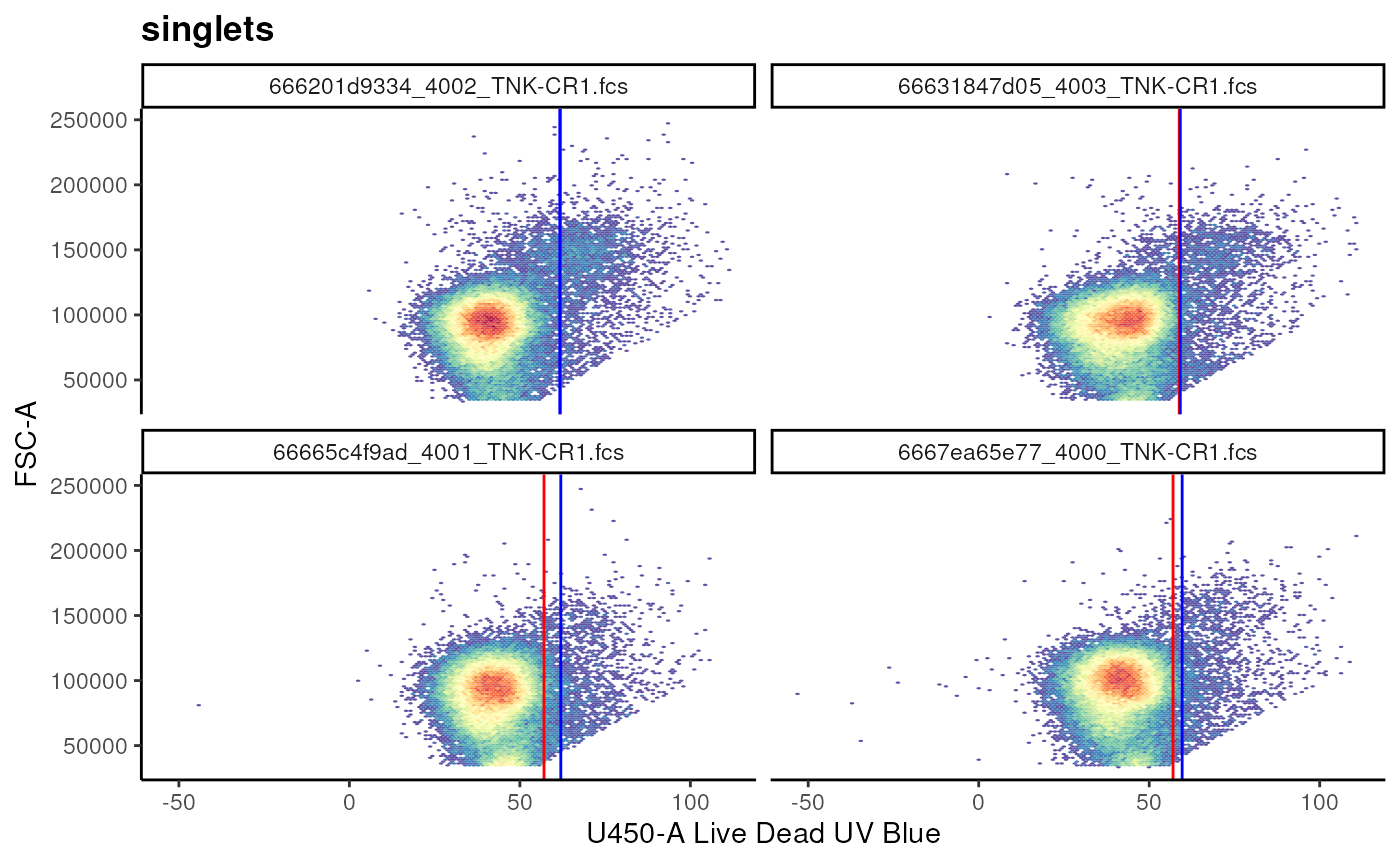 singlets
666201d9334_4002_TNK-CR1.fcs
66631847d05_4003_TNK-CR1.fcs
250000
200000
150000
100000
50000
FSC-A
66665c4f9ad_4001_TNK-CR1.fcs
6667ea65e77_4000_TNK-CR1.fcs
250000
200000
150000
100000
50000
-50 0 50 100 -50 0 50 100
U450-A Live Dead UV Blue